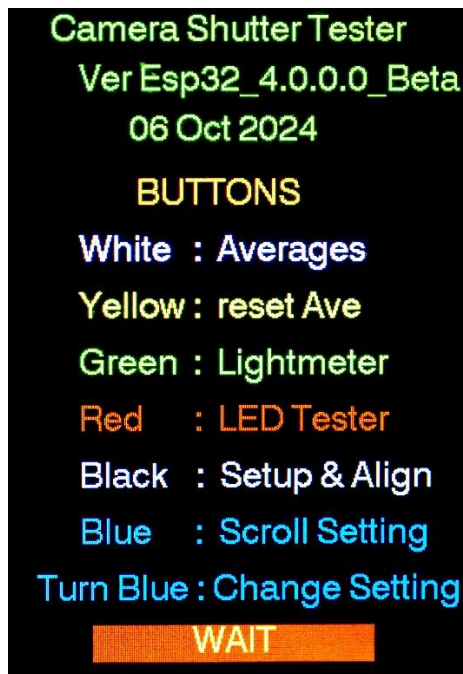 Camera Shutter Tester
Ver Esp32_4.0.0.0_Beta
06 Oct 2024
BUTTONS
White : Averages
Yellow : reset Ave
Green : Lightmeter
Red : LED Tester
Black : Setup & Align
Blue : Scroll Setting
Turn Blue : Change Setting
WAIT